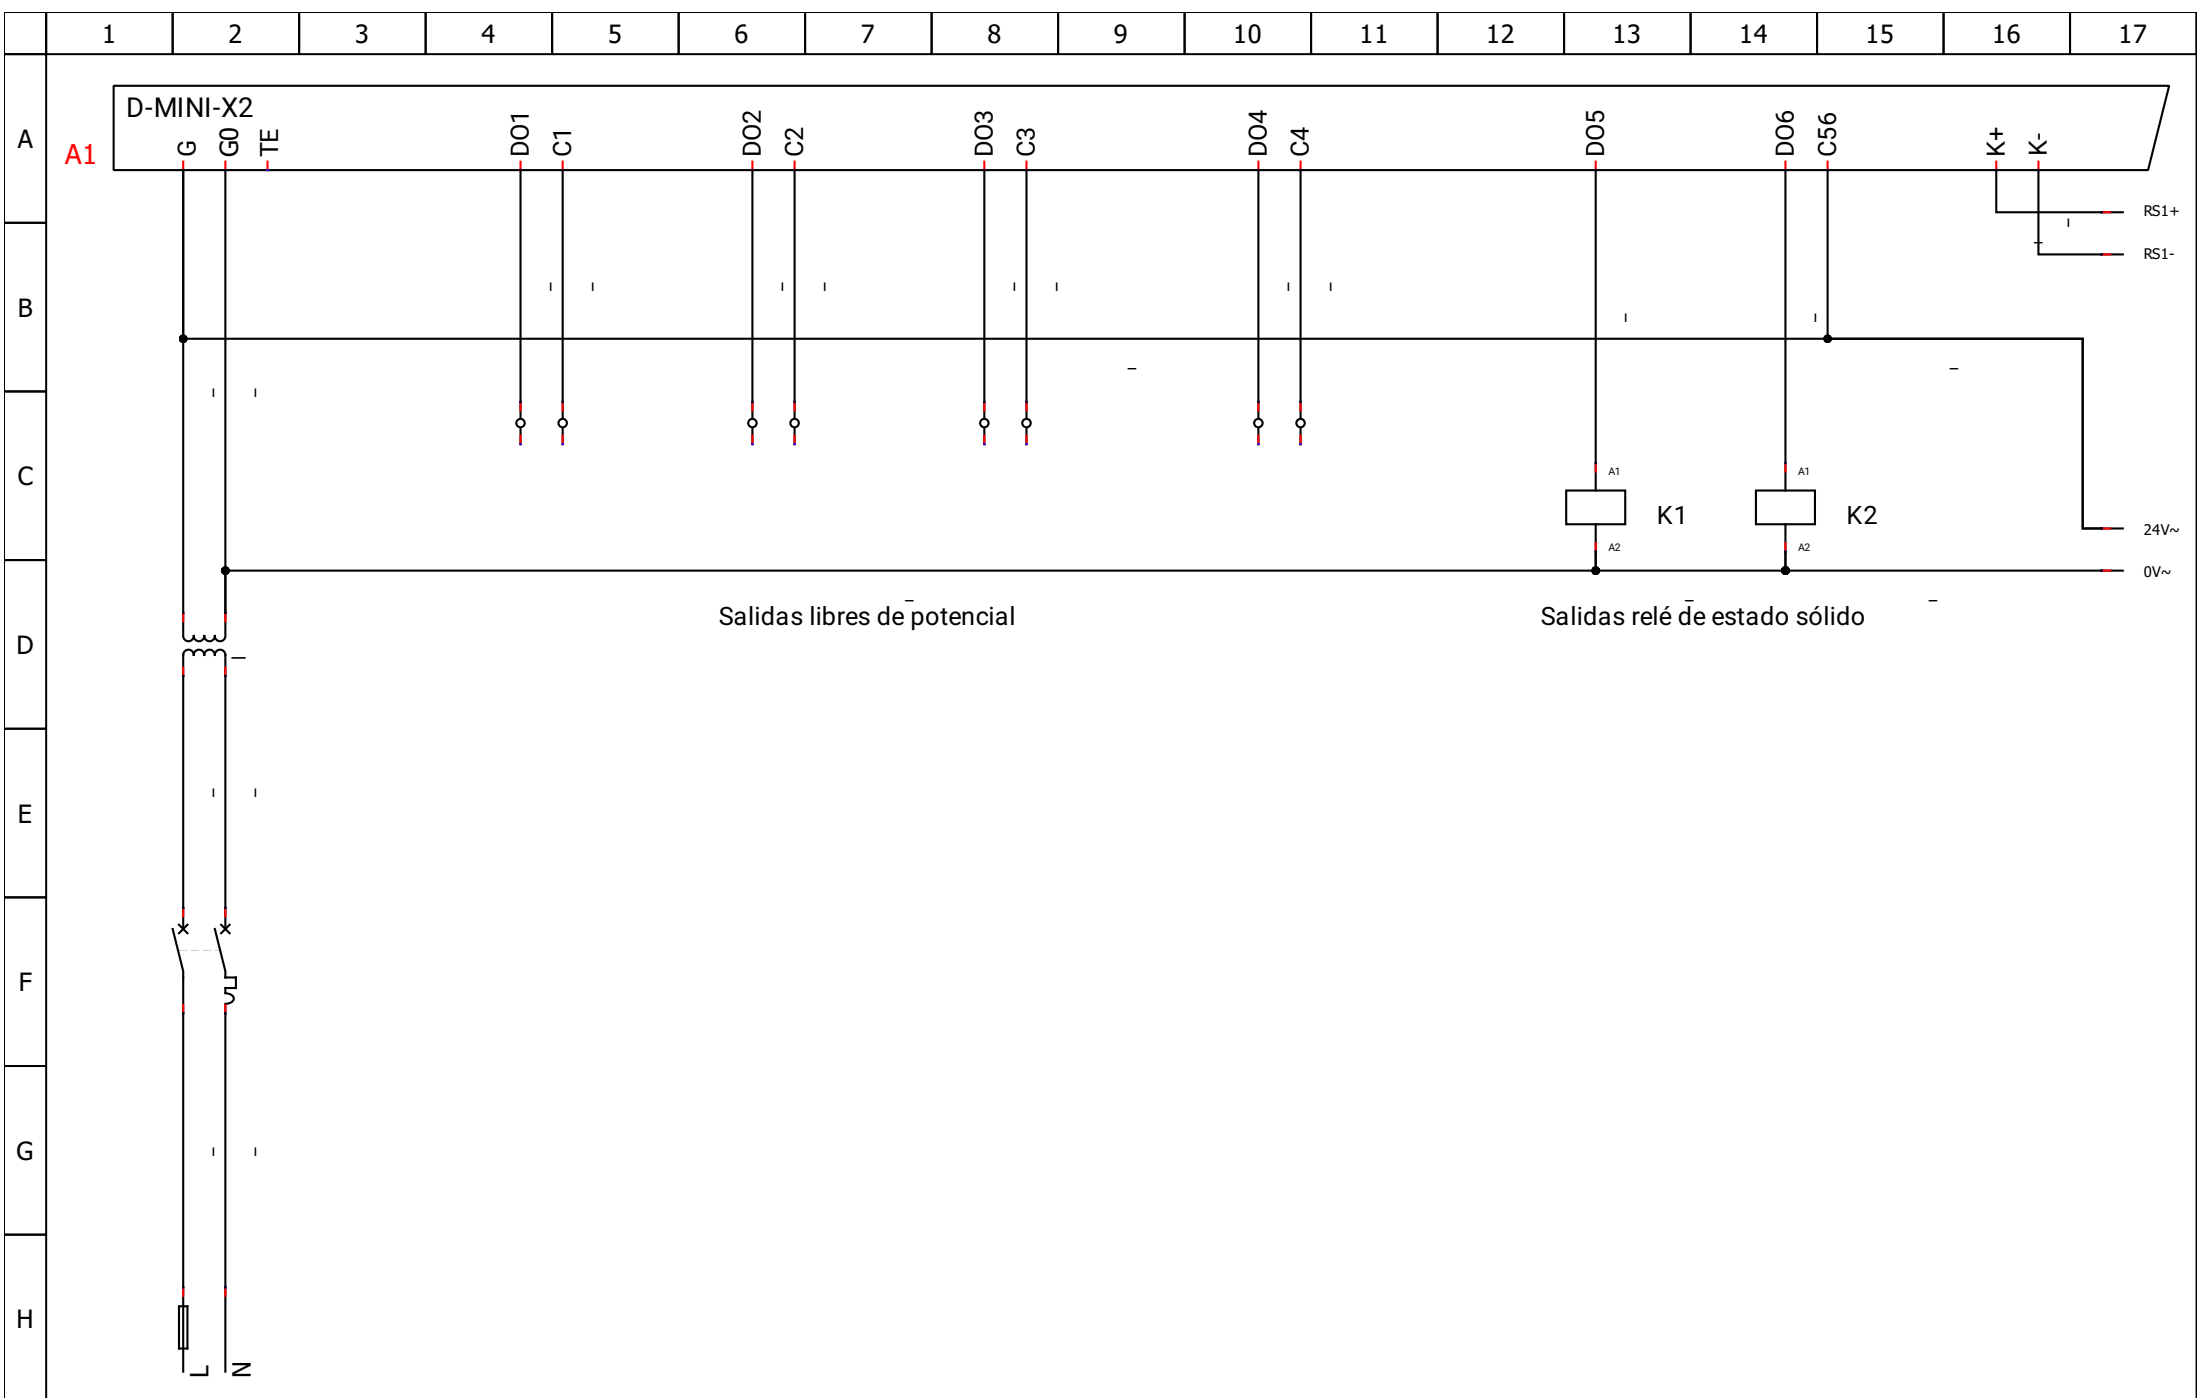 1 2 3 4 5 6 7 8 9 10 11 12 13 14 15 16 17
A
D-MINI-X2
A1
G G0 TE DO1 C1 DO2 C2 DO3 C3 DO4 C4 DO5 DO6 C56 K+ K-
RS1+
RS1-
B
C
A1 A1
K1 K2
24V~
A2 A2
0V~
Salidas libres de potencial Salidas relé de estado sólido
D
E
F
G
H
L N